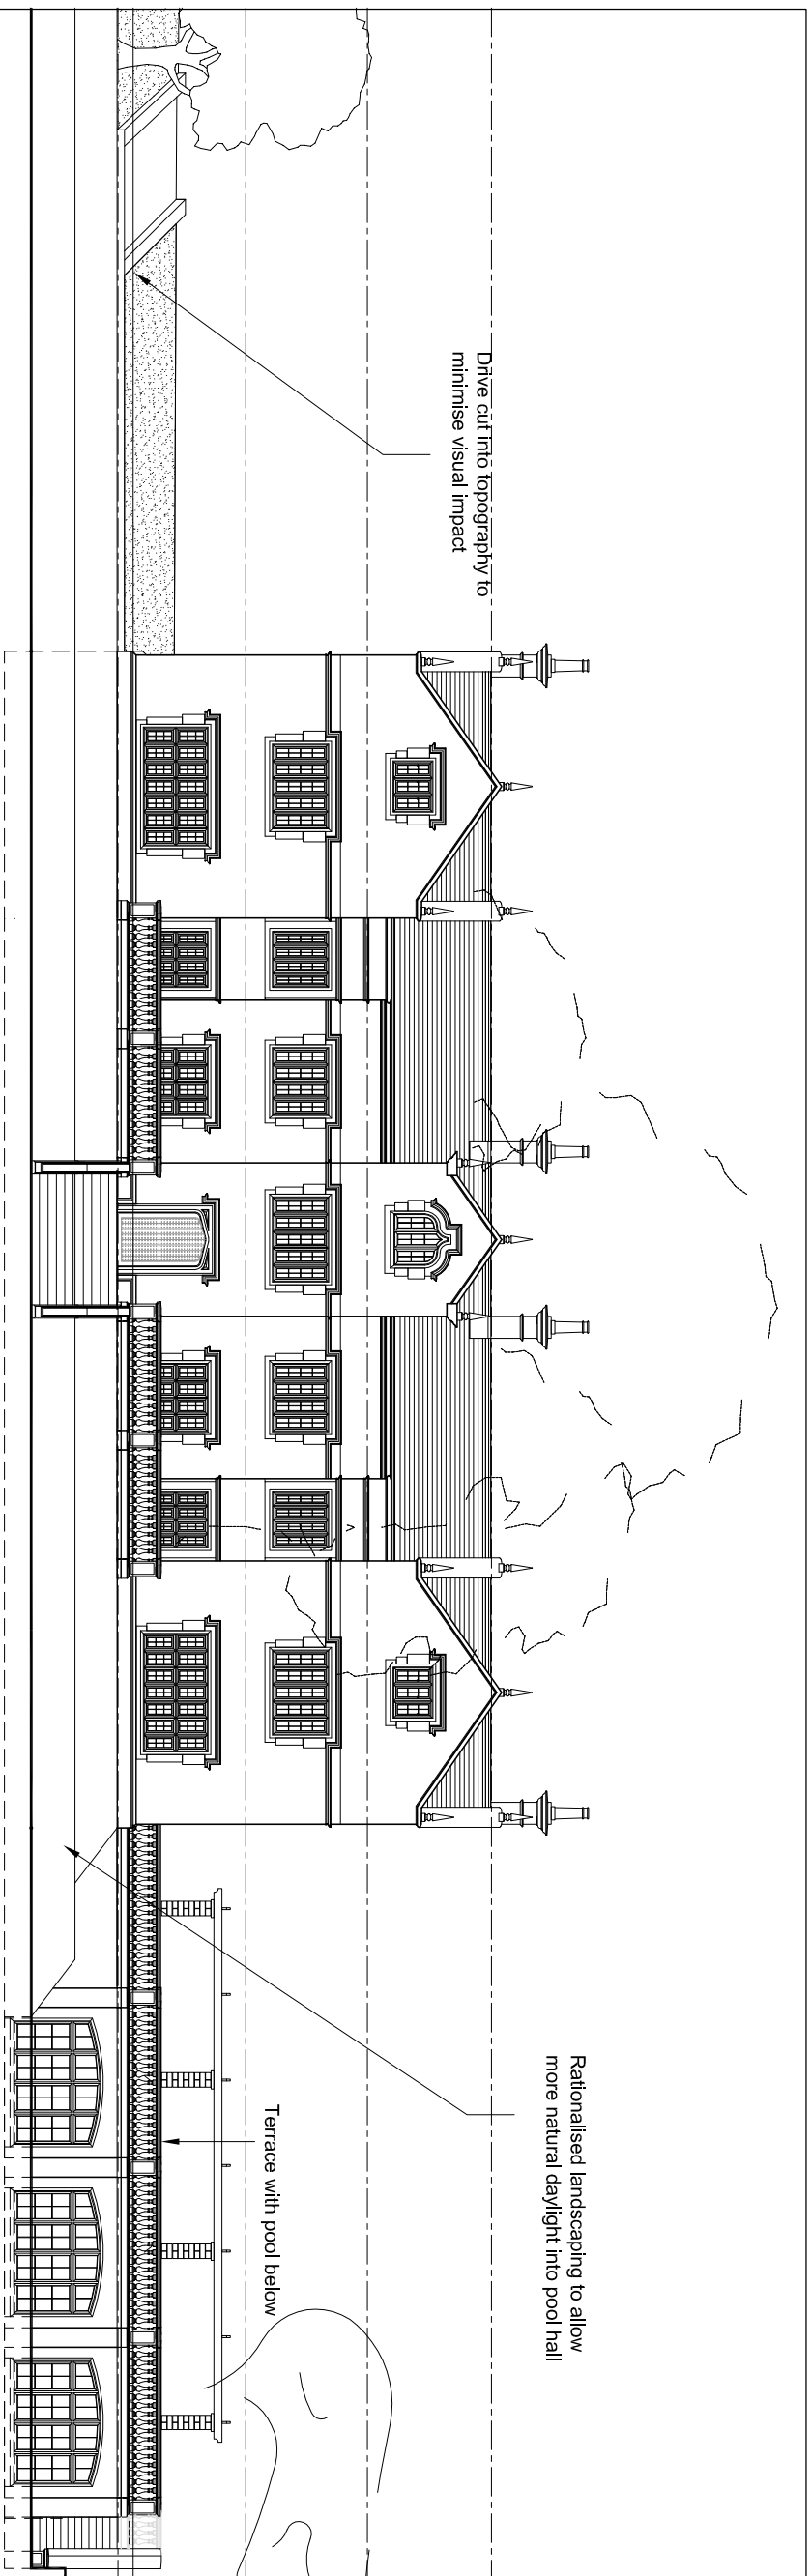 Drive cut into topography to
minimise visual impact
Rationalised landscaping to allow
more natural daylight into pool hall
Terrace with pool below